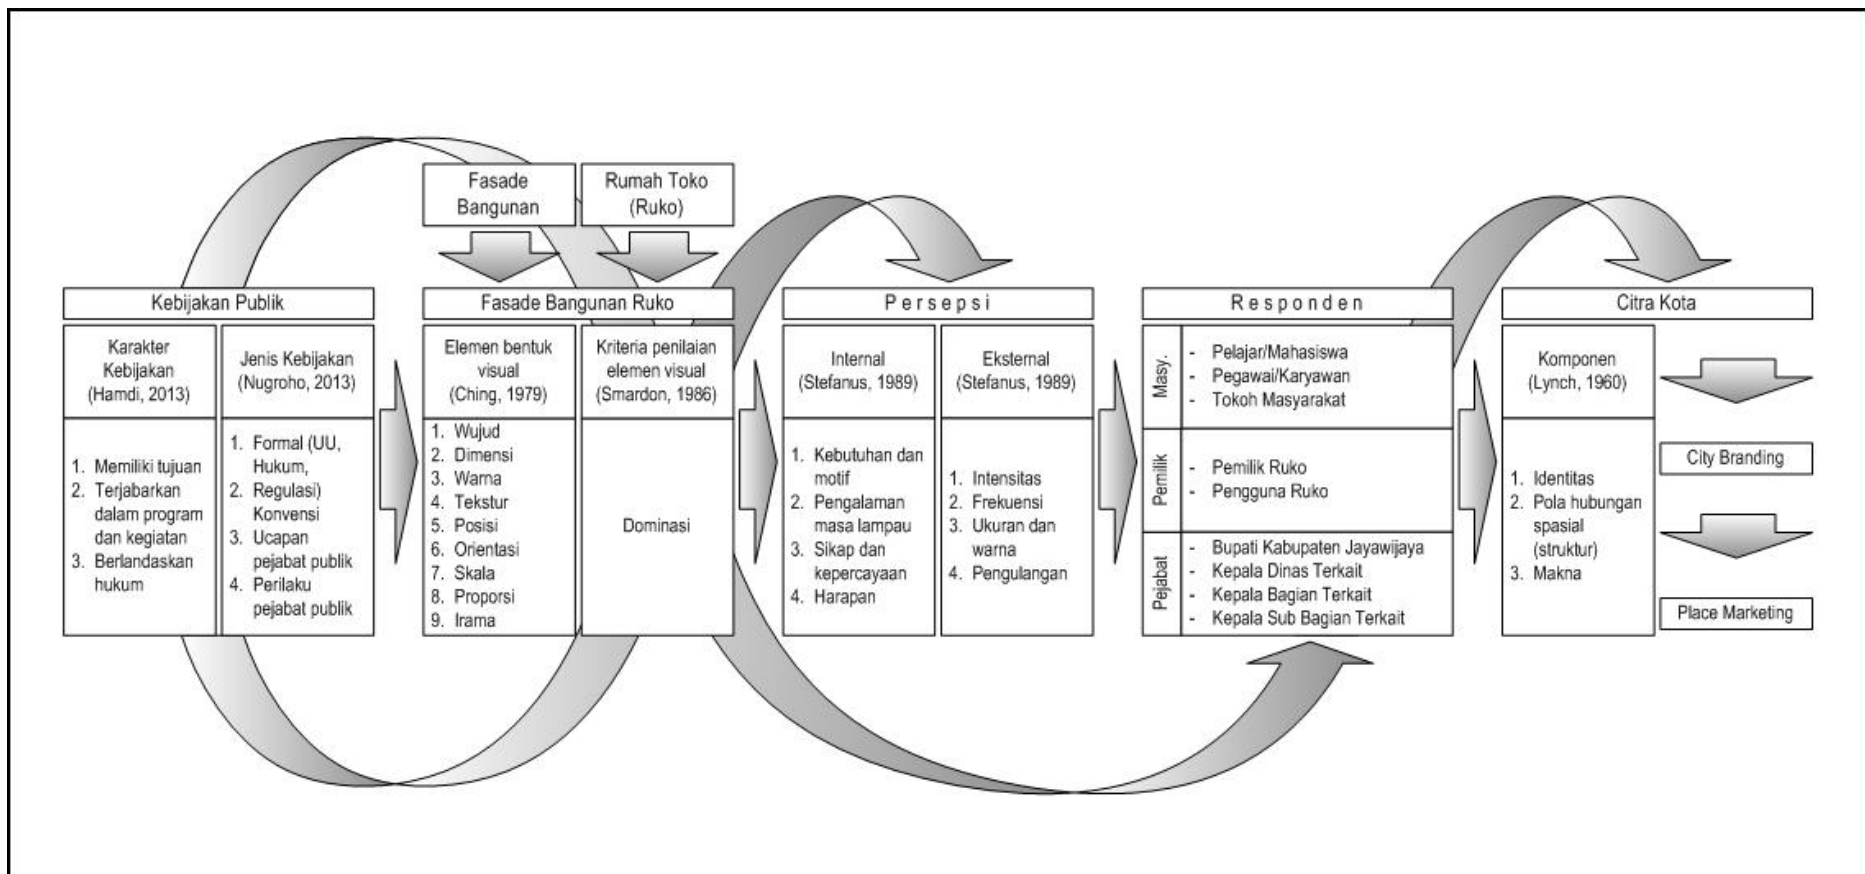 Fasade
Bangunan
Rumah Toko
(Ruko)
Kebijakan Publik
Karakter
Kebijakan
(Hamdi, 2013)
Jenis Kebijakan
(Nugroho, 2013)
1. Memiliki tujuan
2. Terjabarkan
dalam program
dan kegiatan
3. Berlandaskan
hukum
1. Formal (UU,
Hukum,
2. Regulasi)
Konvensi
3. Ucapan
pejabat publik
4. Perilaku
pejabat publik
Fasade Bangunan Ruko
Elemen bentuk
visual
(Ching, 1979)
Kriteria penilaian
elemen visual
(Smardon, 1986)
1. Wujud
2. Dimensi
3. Warna
4. Tekstur
5. Posisi
6. Orientasi
7. Skala
8. Proporsi
9. Irama
Dominasi
Persepsi
Internal
(Stefanus, 1989)
Eksternal
(Stefanus, 1989)
1. Kebutuhan dan
motif
2. Pengalaman
masa lampau
3. Sikap dan
kepercayaan
4. Harapan
1. Intensitas
2. Frekuensi
3. Ukuran dan
warna
4. Pengulangan
Responden
Masy.
- Pelajar/Mahasiswa
- Pegawai/Karyawan
- Tokoh Masyarakat
Pemilik
- Pemilik Ruko
- Pengguna Ruko
Pejabat
- Bupati Kabupaten Jayawijaya
- Kepala Dinas Terkait
- Kepala Bagian Terkait
- Kepala Sub Bagian Terkait
Citra Kota
Komponen
(Lynch, 1960)
1. Identitas
2. Pola hubungan
spasial
(struktur)
3. Makna
City Branding
Place Marketing